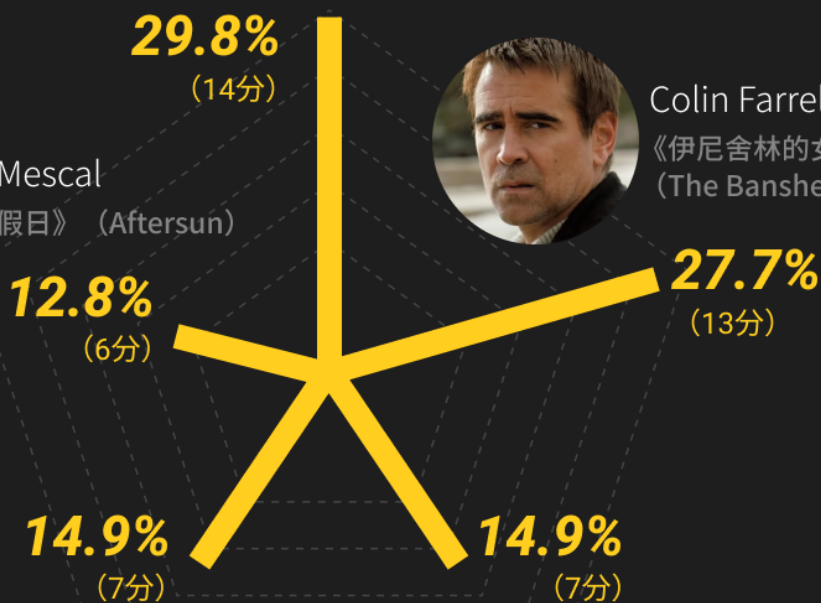 29.8%
（14分）
Colin Farrel
《伊尼舍林的女
（The Banshe
Mescal
假日》（Aftersun）
27.7%
（13分）
12.8%
（6分）
14.9%
（7分）
14.9%
（7分）